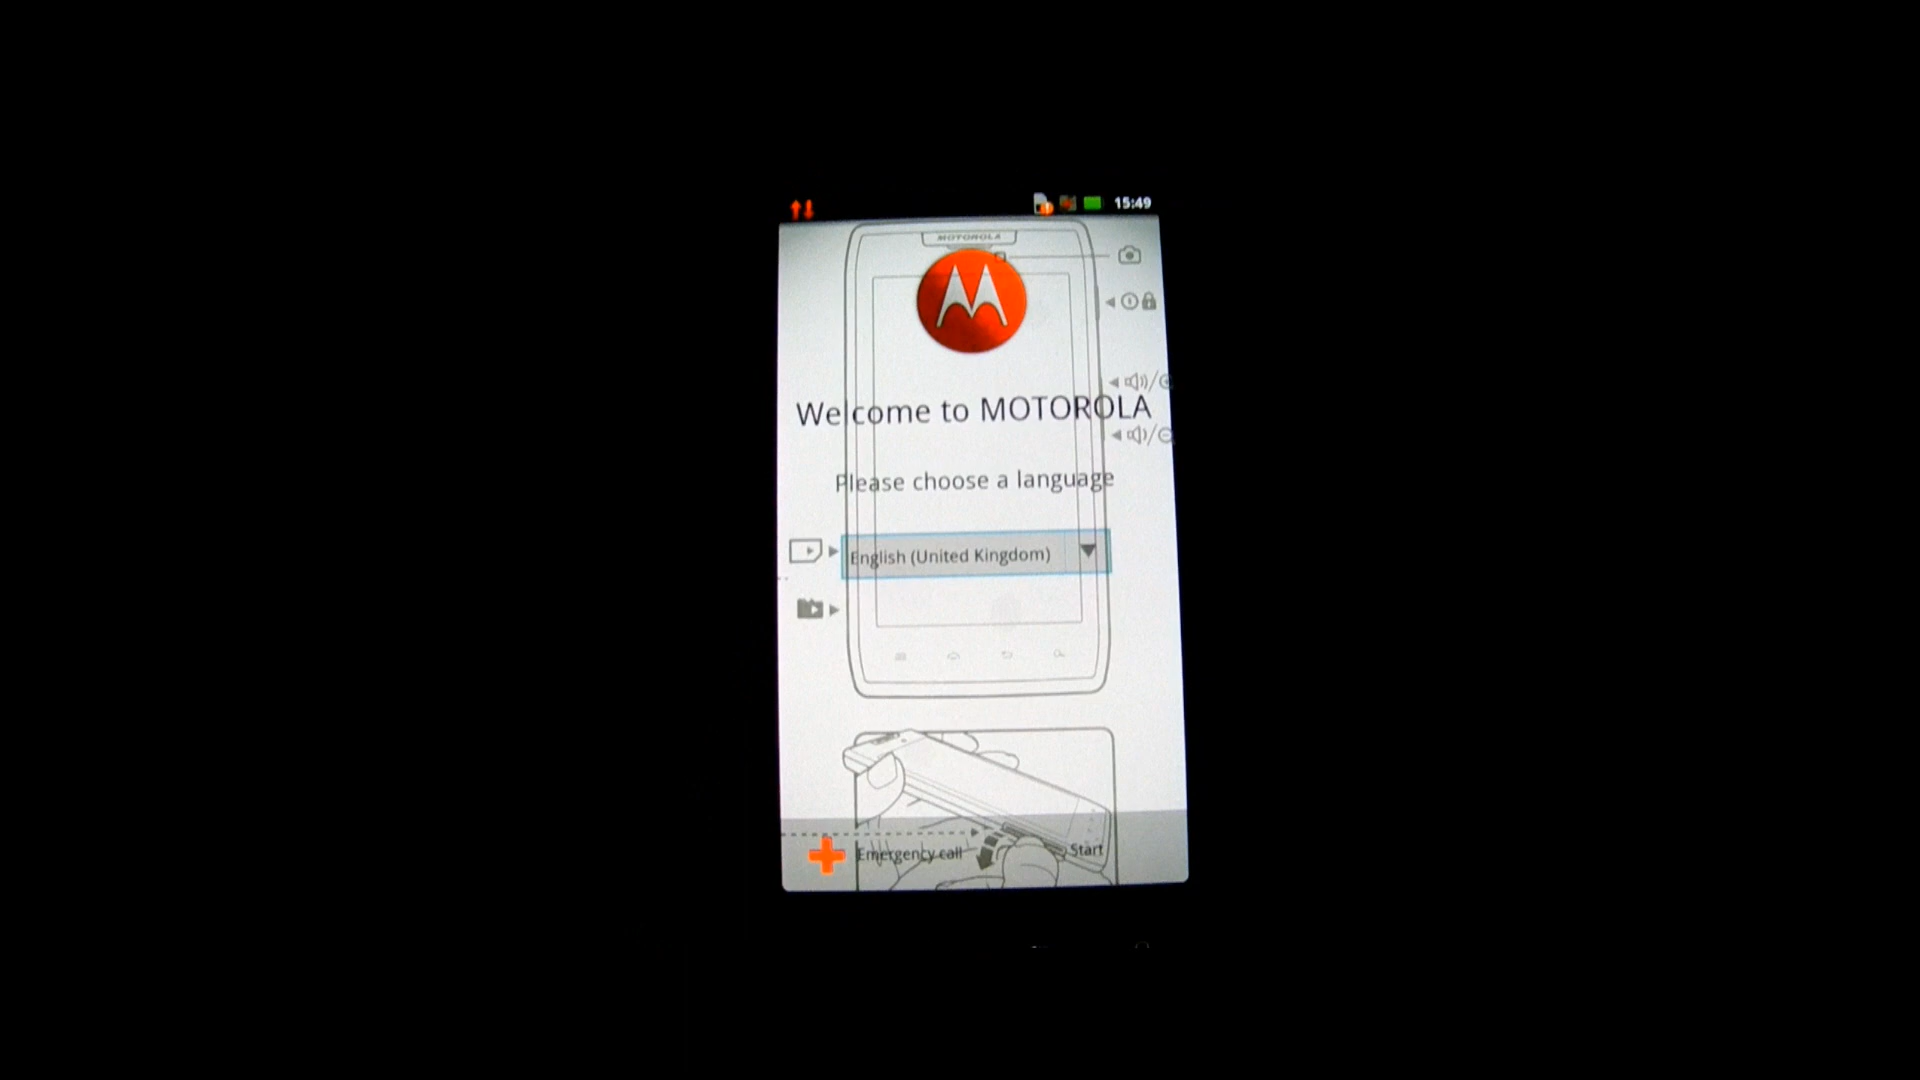 15:49
MOTOROLA
Welcome to MOTOROLA
Please choose a language
English (United Kingdom)
Emergency call
Start